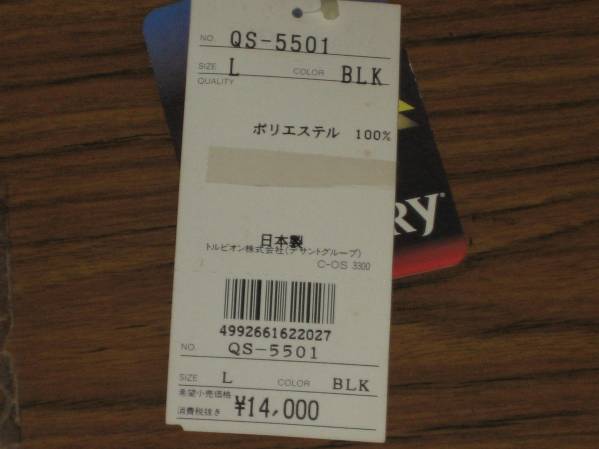 NO. QS-5501
SIZE L COLOR BLK
QUALITY
ポリエステル 100%
RY
日本製
トルビオン株式会社(デサントグループ)
C-OS 3300
4992661622027
NO. QS-5501
SIZE L COLOR BLK
希望小売価格
消費税抜き ¥14,000